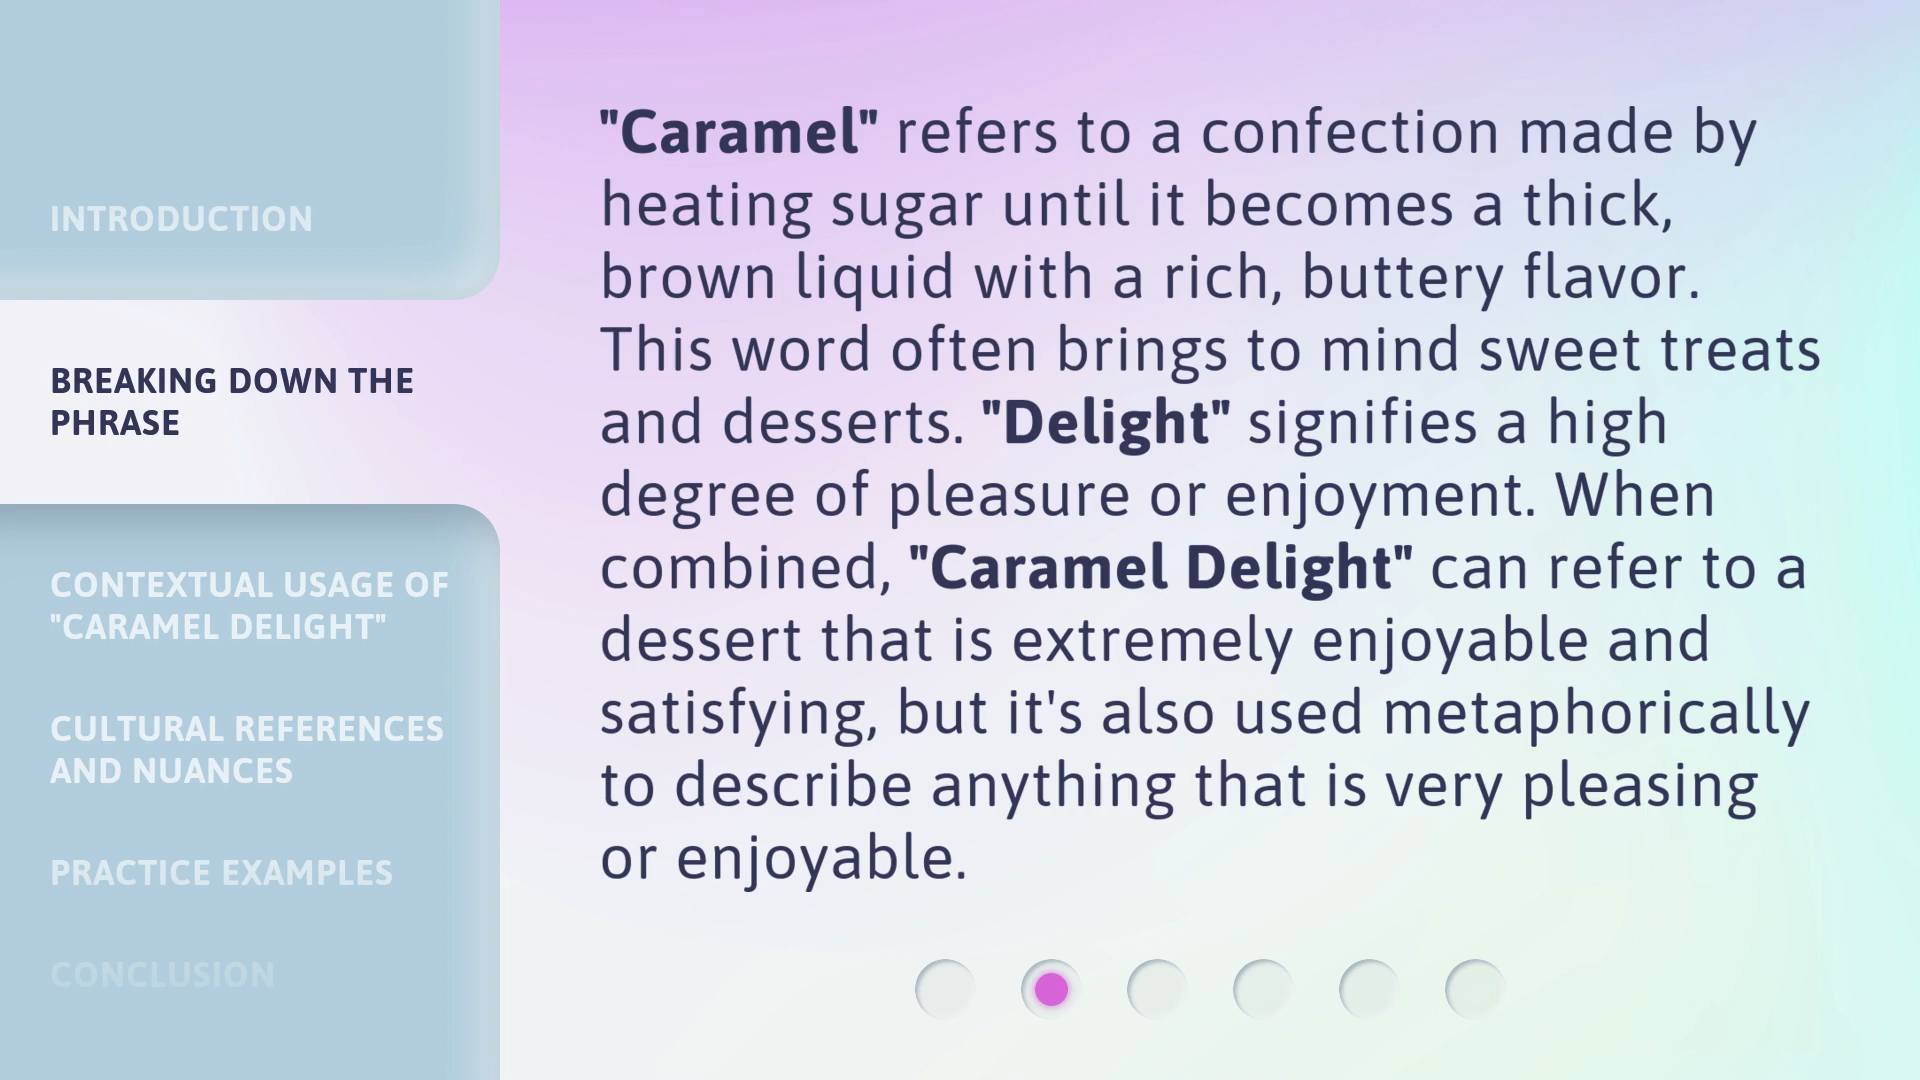 INTRODUCTION
BREAKING DOWN THE
PHRASE
CONTEXTUAL USAGE OF
"CARAMEL DELIGHT"
CULTURAL REFERENCES
AND NUANCES
PRACTICE EXAMPLES
CONCLUSION
"Caramel" refers to a confection made by
heating sugar until it becomes a thick,
brown liquid with a rich, buttery flavor.
This word often brings to mind sweet treats
and desserts. "Delight" signifies a high
degree of pleasure or enjoyment. When
combined, "Caramel Delight" can refer to a
dessert that is extremely enjoyable and
satisfying, but it's also used metaphorically
to describe anything that is very pleasing
or enjoyable.